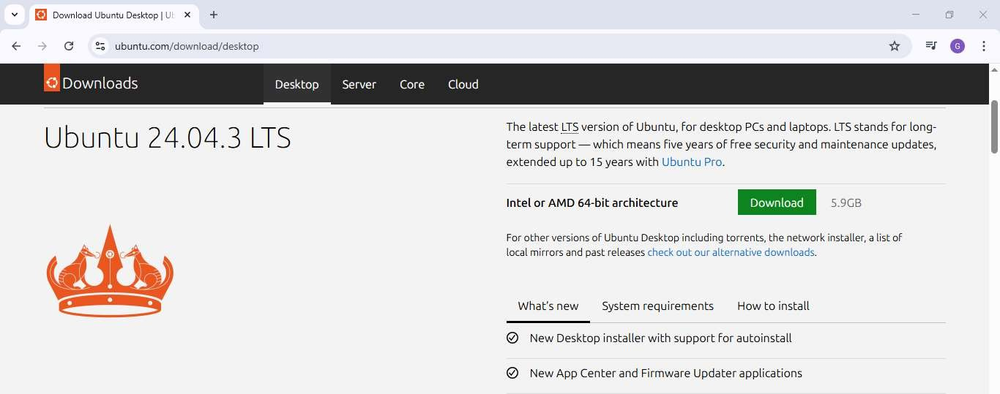 Download Ubuntu Desktop | Ub
ubuntu.com/download/desktop
G
Downloads
Desktop
Server
Core
Cloud
Ubuntu 24.04.3 LTS
The latest LTS version of Ubuntu, for desktop PCs and laptops. LTS stands for long-
term support — which means five years of free security and maintenance updates,
extended up to 15 years with Ubuntu Pro.
Intel or AMD 64-bit architecture
Download
5.9GB
For other versions of Ubuntu Desktop including torrents, the network installer, a list of
local mirrors and past releases check out our alternative downloads.
What's new
System requirements
How to install
New Desktop installer with support for autoinstall
New App Center and Firmware Updater applications